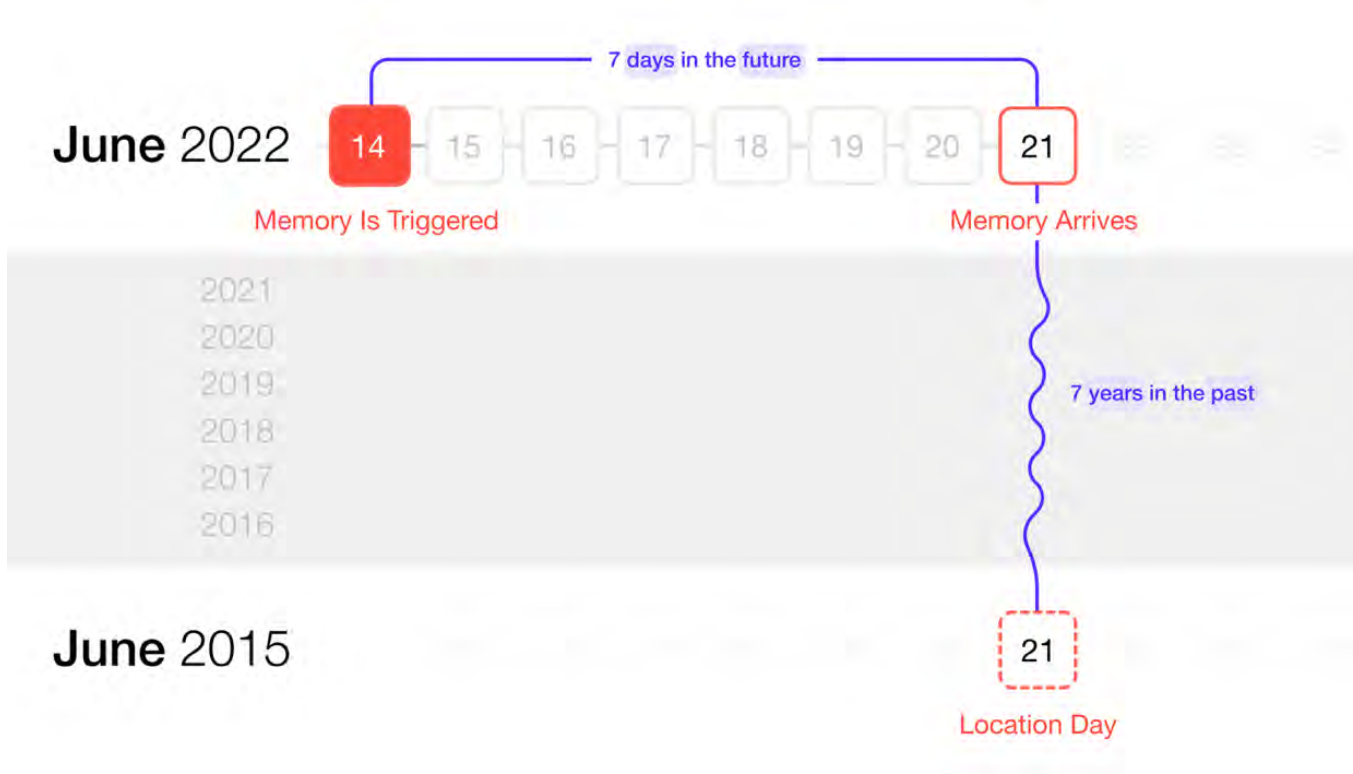 7 days in the future
June 2022 14 15 16 17 18 19 20 21
Memory Is Triggered Memory Arrives
2021
2020
2019
7 years in the past
2018
2017
2016
June 2015 21
Location Day